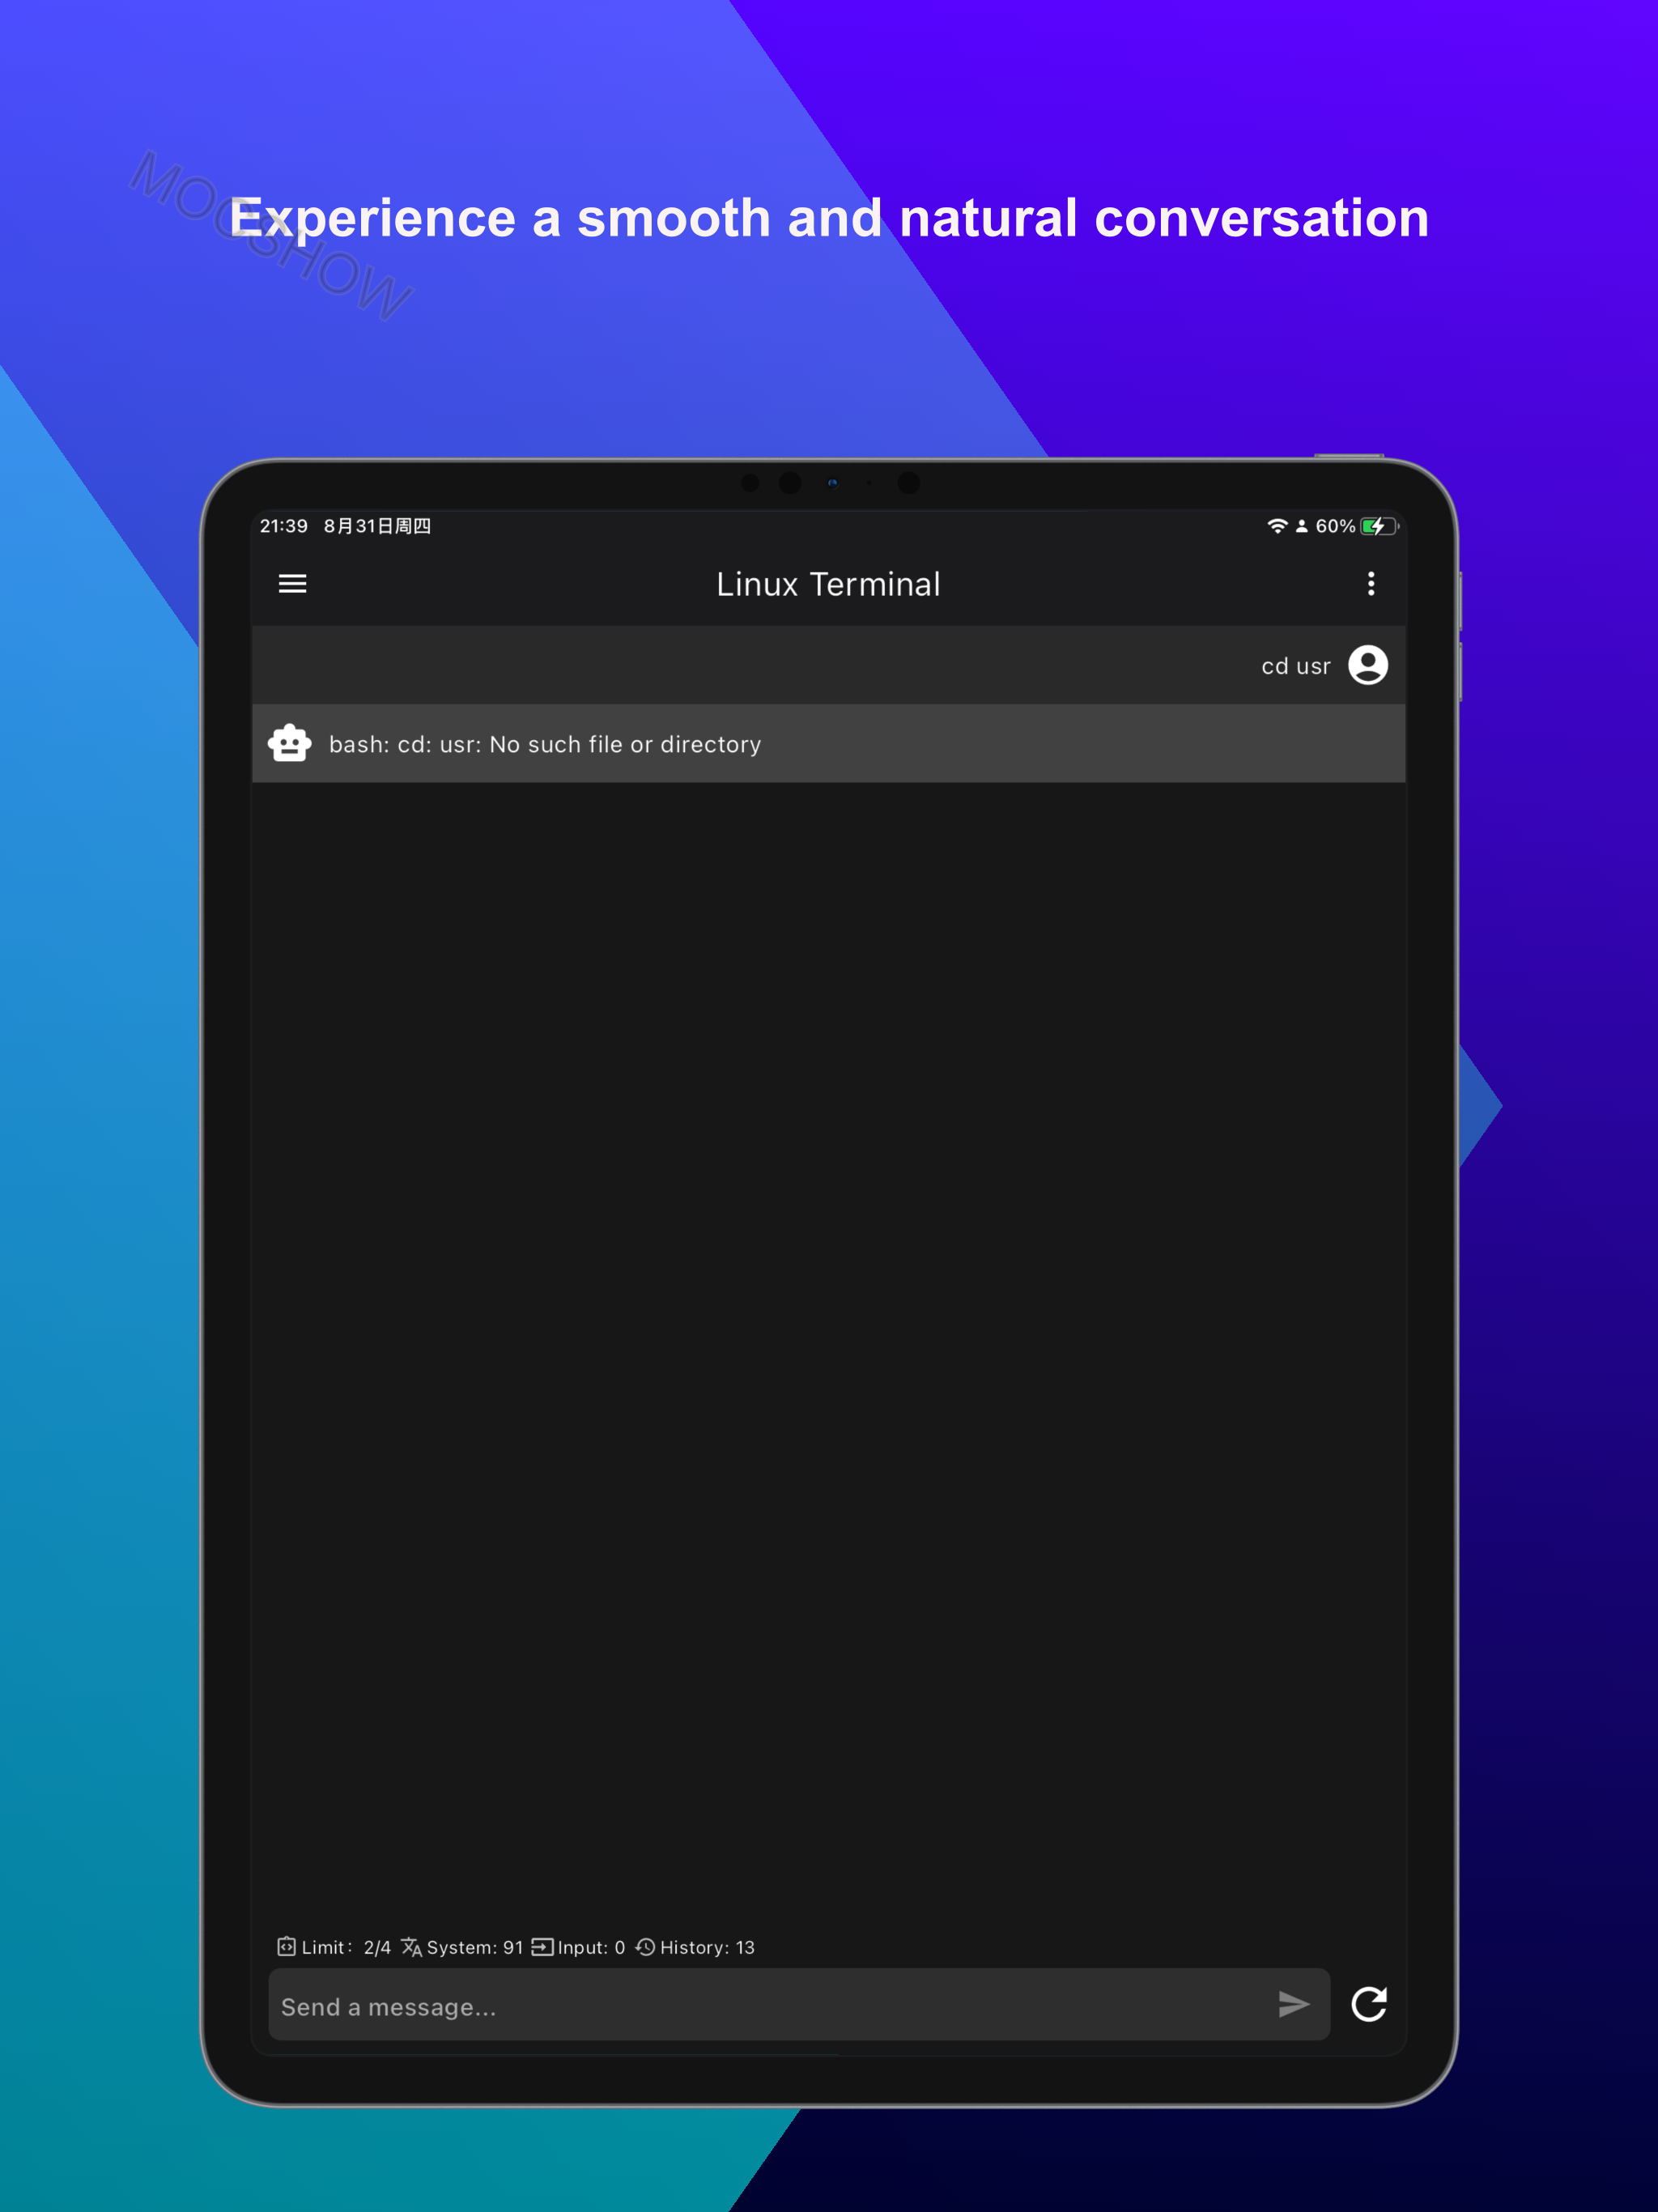 MOCSHOW
Experience a smooth and natural conversation
21:39 8月31日周四 60%
Linux Terminal
cd usr
bash: cd: usr: No such file or directory
Limit: 2/4 System: 91 Input: 0 History: 13
Send a message...